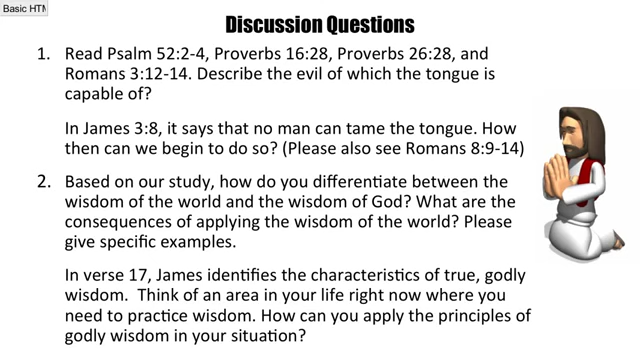 Basic HTM
Discussion Questions
1. Read Psalm 52:2-4, Proverbs 16:28, Proverbs 26:28, and
Romans 3:12-14. Describe the evil of which the tongue is
capable of?
In James 3:8, it says that no man can tame the tongue. How
then can we begin to do so? (Please also see Romans 8:9-14)
2. Based on our study, how do you differentiate between the
wisdom of the world and the wisdom of God? What are the
consequences of applying the wisdom of the world? Please
give specific examples.
In verse 17, James identifies the characteristics of true, godly
wisdom. Think of an area in your life right now where you
need to practice wisdom. How can you apply the principles of
godly wisdom in your situation?